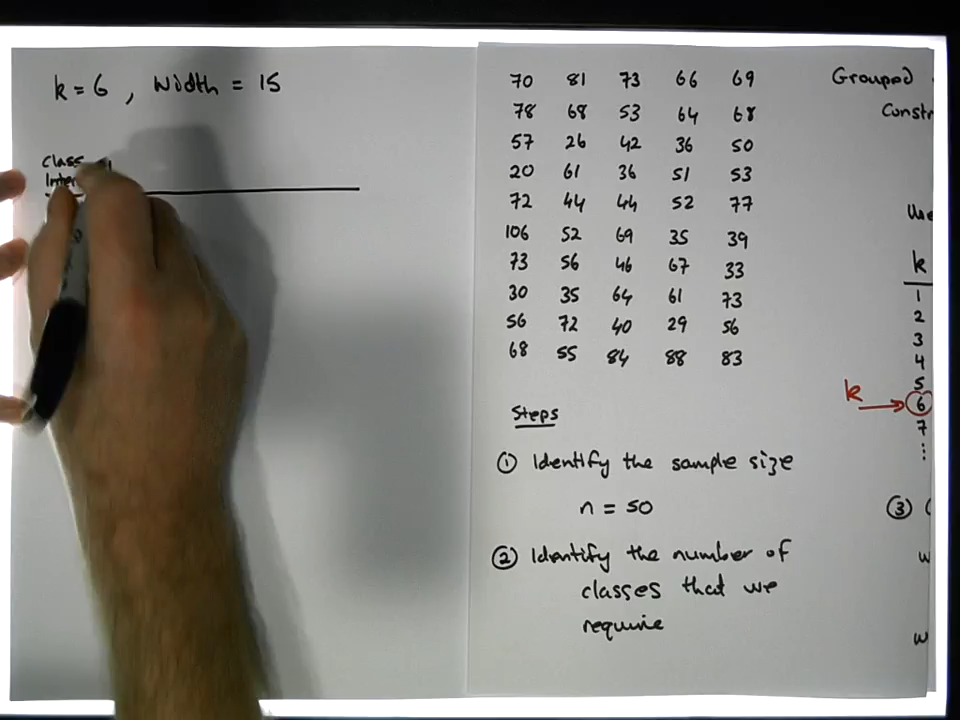 k = 6 , Width = 15
Class
70 81 73 66 69
78 68 53 64 68
57 26 42 36 50
20 61 36 51 53
72 44 44 52 77
106 52 69 35 39
73 56 46 67 33
30 35 64 61 73
56 72 40 29 56
68 55 84 88 83
Steps
① Identify the sample size
n = 50
② Identify the number of
classes that we
require
Grouped
k
1
2
3
4
5
k → 6
7
...
③